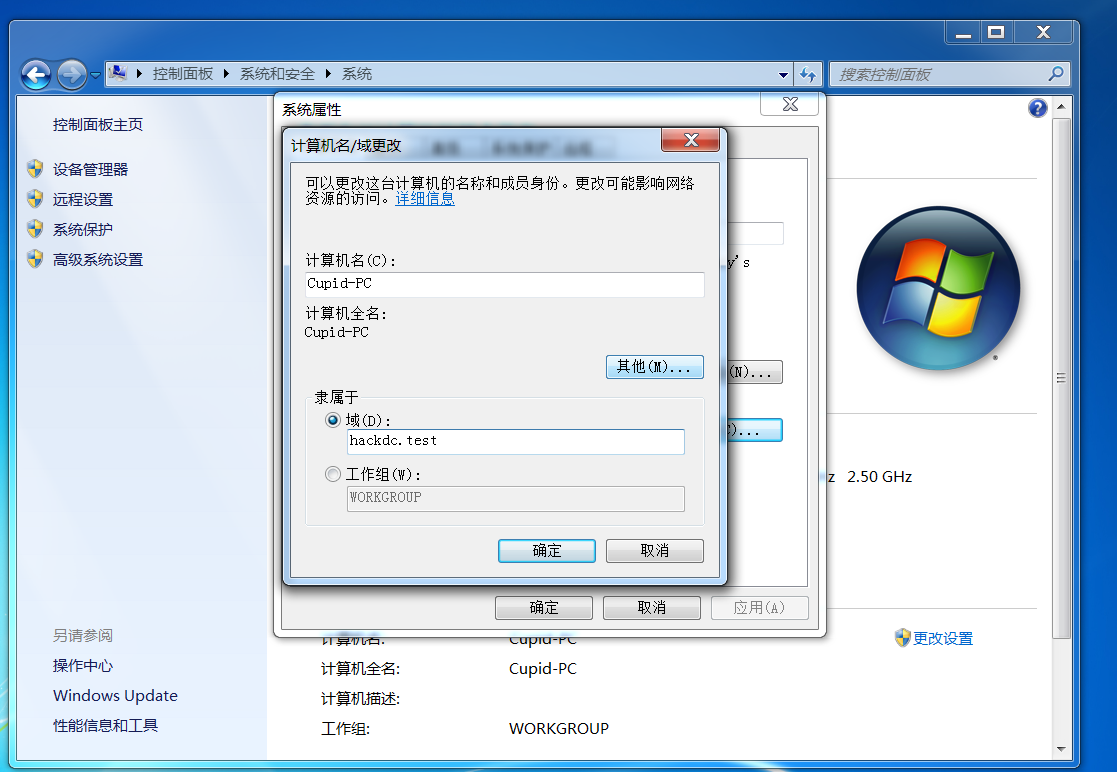 控制面板
系统和安全
系统
搜索控制面板
控制面板主页
设备管理器
远程设置
系统保护
高级系统设置
另请参阅
操作中心
Windows Update
性能信息和工具
系统属性
计算机名/域更改
可以更改这台计算机的名称和成员身份。更改可能影响网络
资源的访问。详细信息
计算机名(C):
Cupid-PC
计算机全名:
Cupid-PC
其他(M)...
隶属于
域(D):
hackdc.test
工作组(W):
WORKGROUP
确定
取消
y's
(N)...
)...
确定
取消
应用(A)
z 2.50 GHz
计算机名:
Cupid-PC
更改设置
计算机全名:
Cupid-PC
计算机描述:
工作组:
WORKGROUP